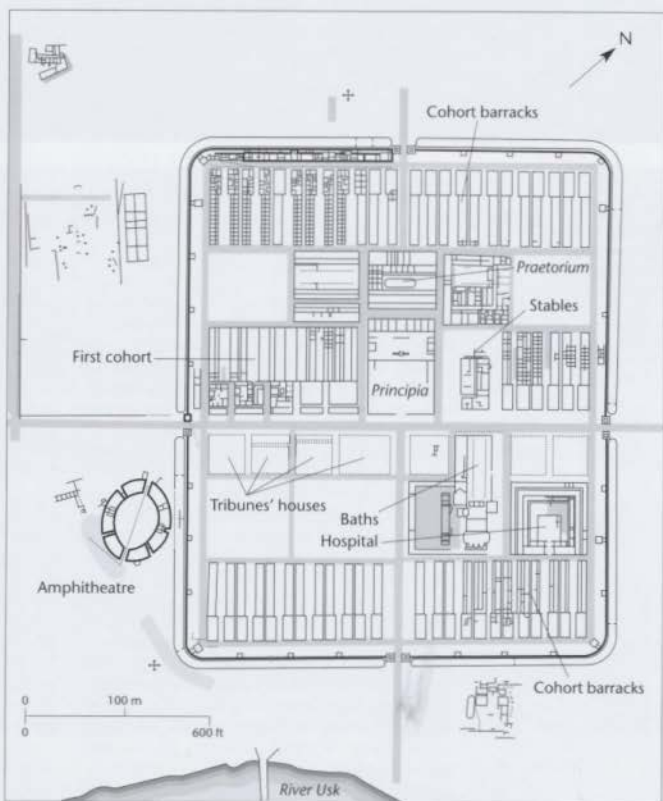 N
Cohort barracks
Praetorium
Stables
First cohort
Principia
Tribunes' houses
Baths
Hospital
Amphitheatre
Cohort barracks
0 100 m
0 600 ft
River Usk